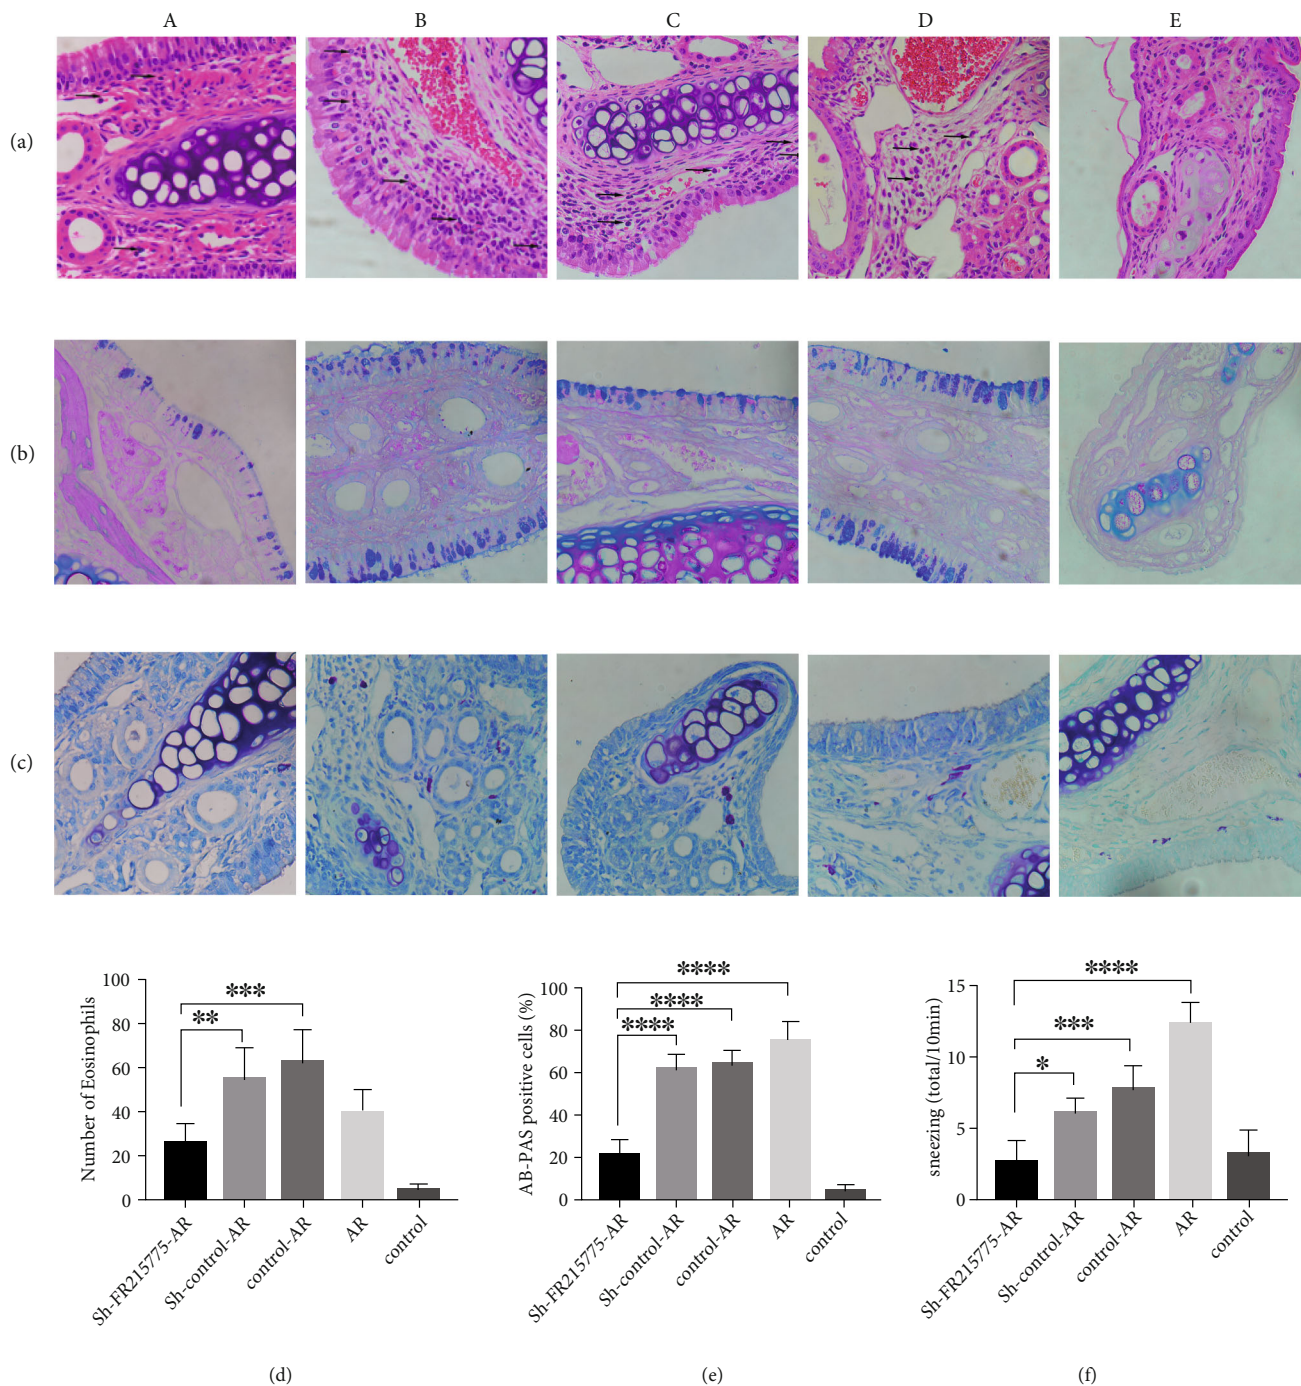 A B C D E
(a)
(b)
(c)
Number of Eosinophils
100
80
60
40
20
0
**
***
Sh-FR215775-AR
Sh-control-AR
control-AR
AR
control
(d)
AB-PAS positive cells (%)
100
80
60
40
20
0
****
****
****
Sh-FR215775-AR
Sh-control-AR
control-AR
AR
control
(e)
sneezing (total/10min)
15
10
5
0
*
***
****
Sh-FR215775-AR
Sh-control-AR
control-AR
AR
control
(f)